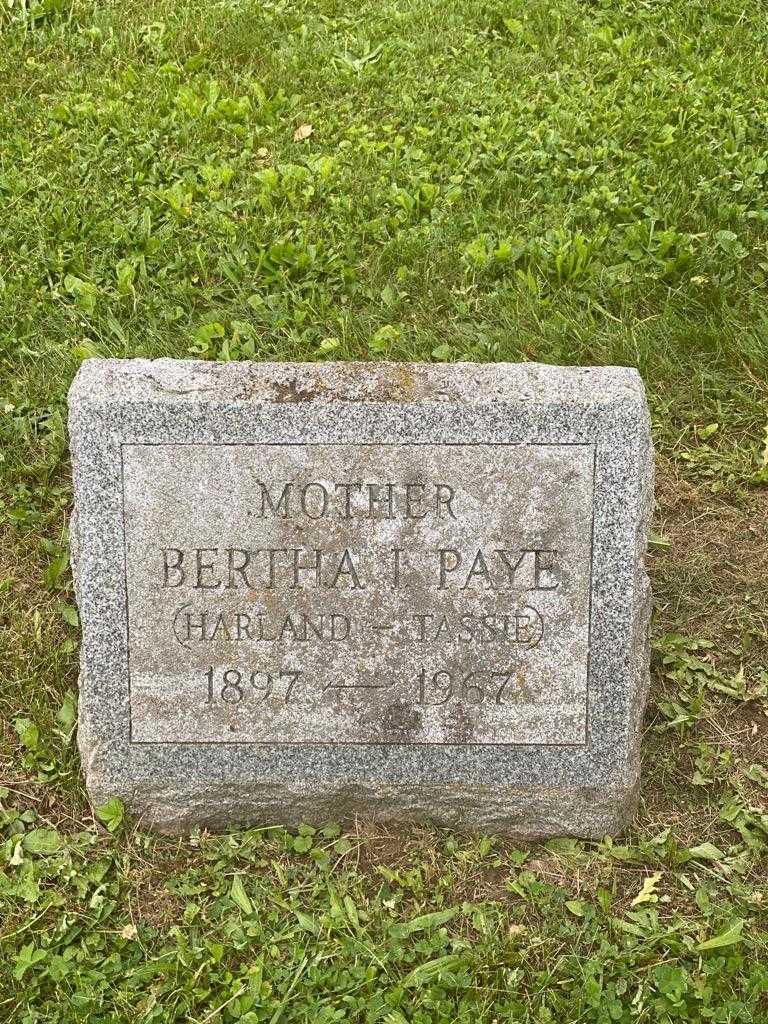 MOTHER
BERTHA I PAYE
(HARLAND - TASSIE)
1897 — 1967